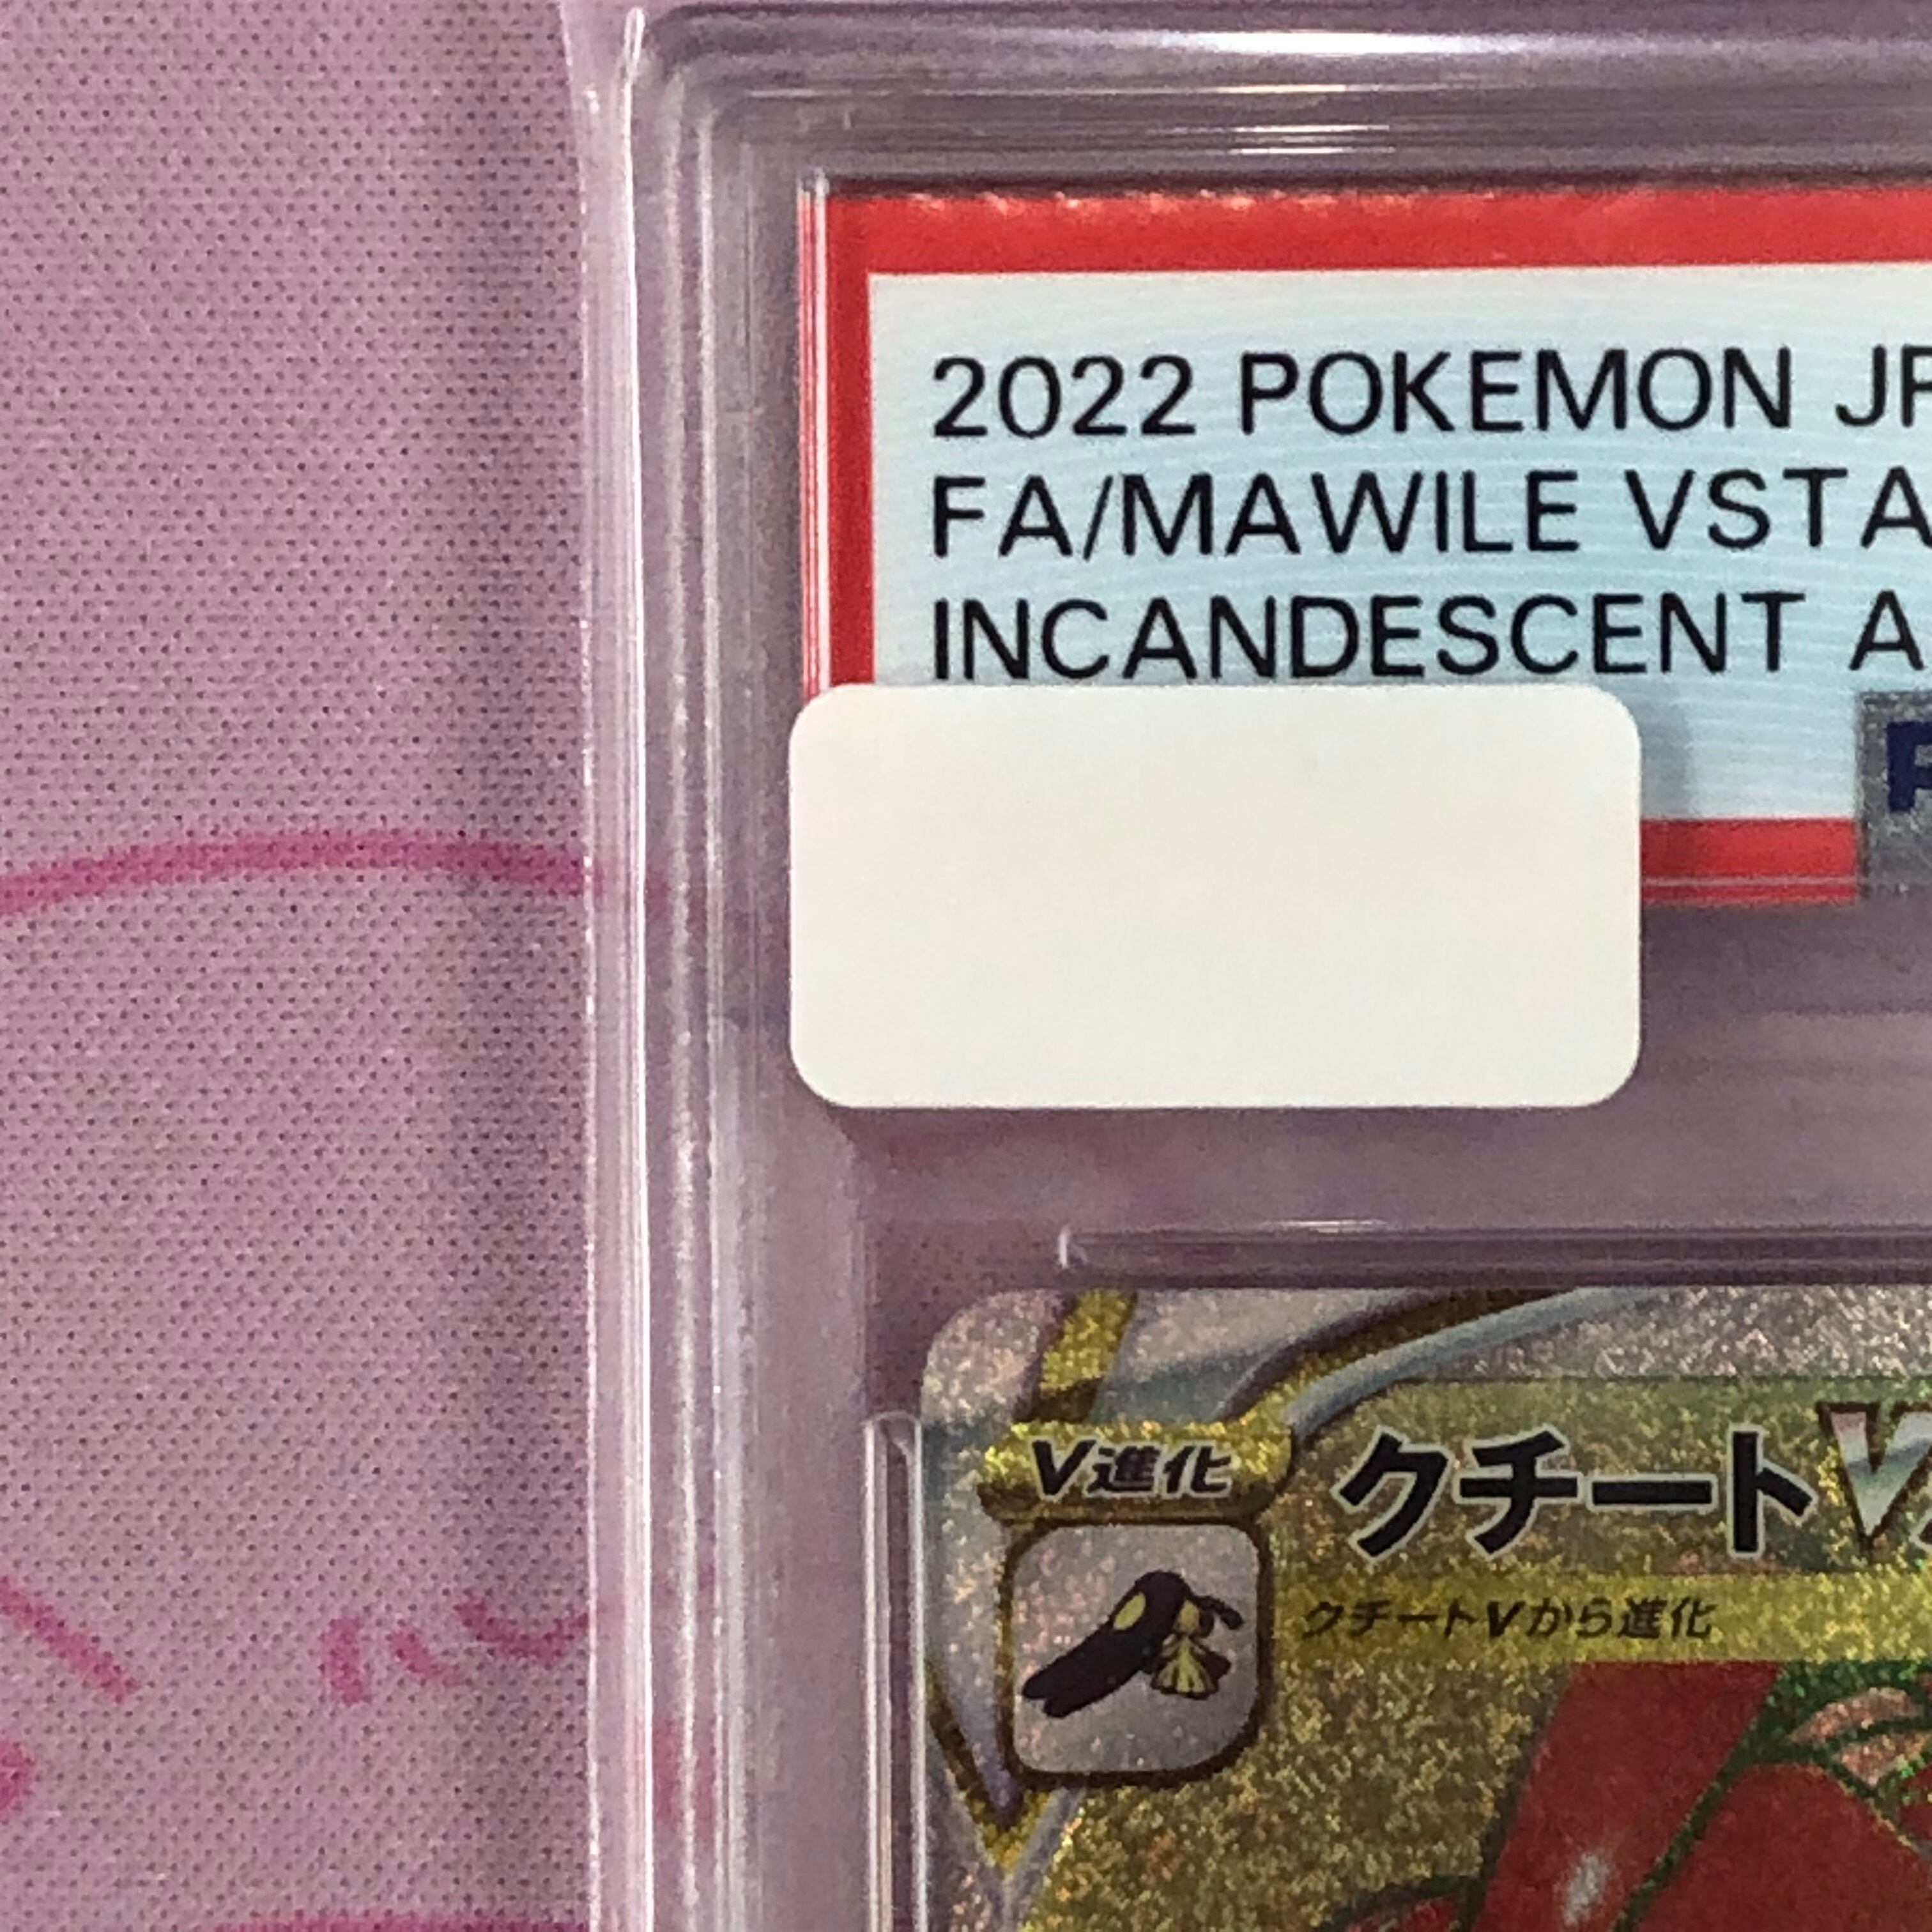 2022 POKEMON JP
FA/MAWILE VSTA
INCANDESCENT A
V進化
クチートV
クチートVから進化